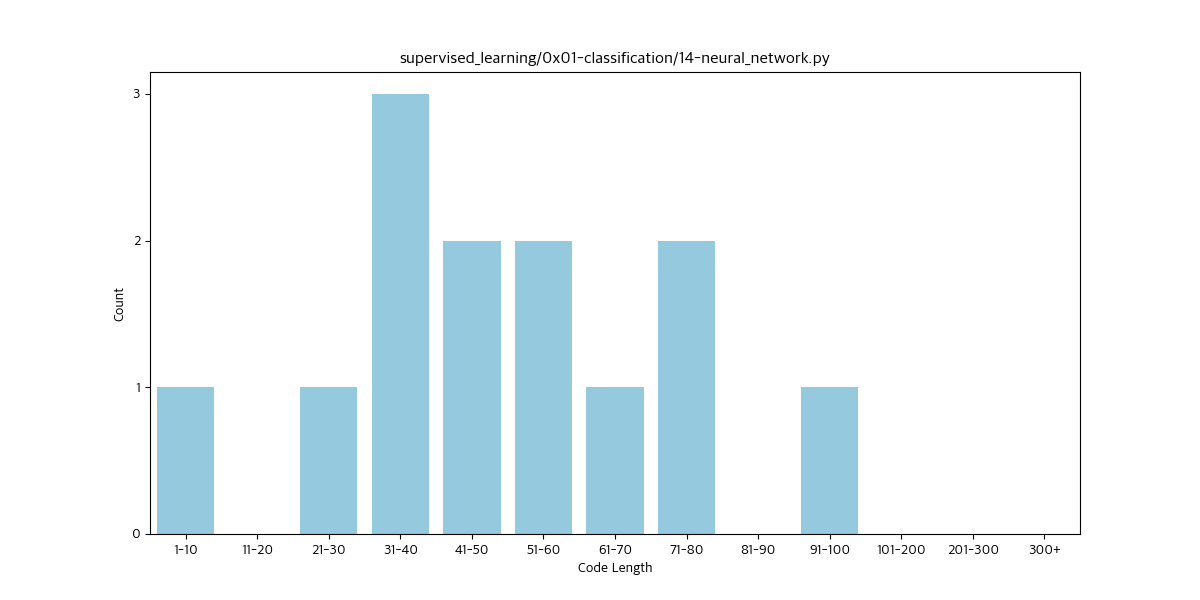 supervised_learning/0x01-classification/14-neural_network.py
Count
3
2
1
0
1-10 11-20 21-30 31-40 41-50 51-60 61-70 71-80 81-90 91-100 101-200 201-300 300+
Code Length